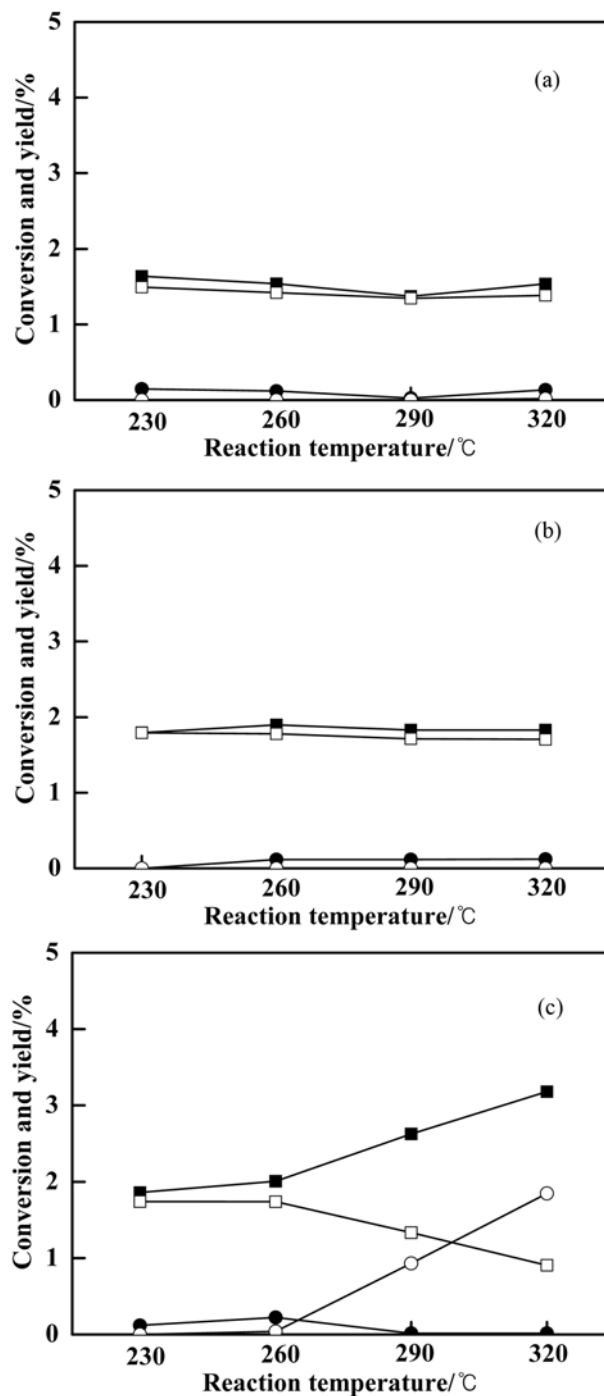 5
(a)
4
3
2
1
0
Conversion and yield/%
230 260 290 320
Reaction temperature/℃
5
(b)
4
3
2
1
0
Conversion and yield/%
230 260 290 320
Reaction temperature/℃
5
(c)
4
3
2
1
0
Conversion and yield/%
230 260 290 320
Reaction temperature/℃